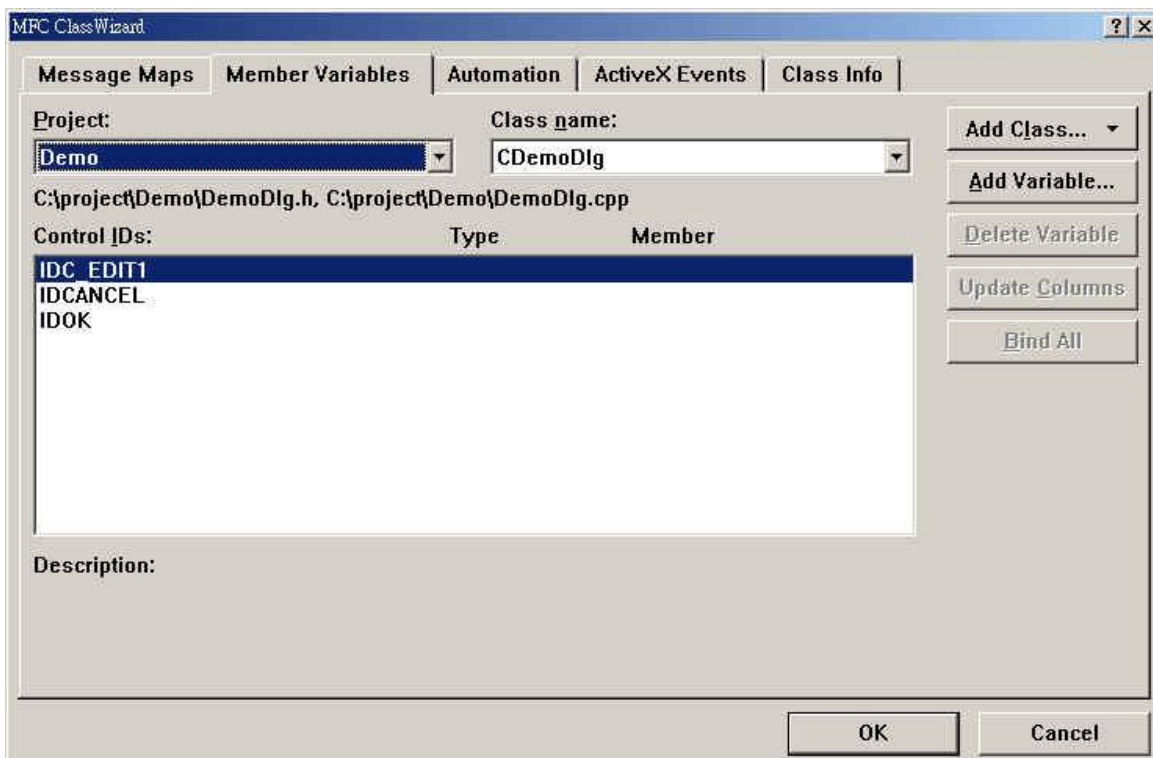 MFC ClassWizard
Message Maps Member Variables Automation ActiveX Events Class Info
Project: Class name:
Demo CDemoDlg
C:\project\Demo\DemoDlg.h, C:\project\Demo\DemoDlg.cpp
Control IDs: Type Member
IDC_EDIT1
IDCANCEL
IDOK
Add Class...
Add Variable...
Delete Variable
Update Columns
Bind All
Description:
OK Cancel